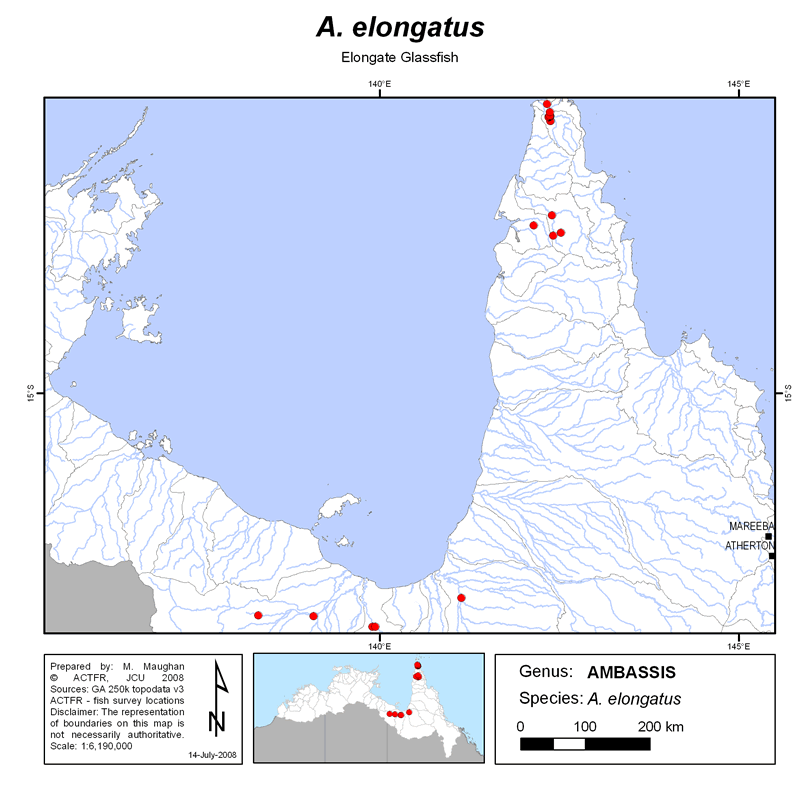 A. elongatus
Elongate Glassfish
140°E 145°E
15°S 15°S
MAREEBA
ATHERTON
140°E 145°E
Prepared by: M. Maughan
© ACTFR, JCU 2008
Sources: GA 250k topodata v3
ACTFR - fish survey locations
Disclaimer: The representation
of boundaries on this map is
not necessarily authoritative.
Scale: 1:6,190,000
14-July-2008
N
Genus: AMBASSIS
Species: A. elongatus
0 100 200 km